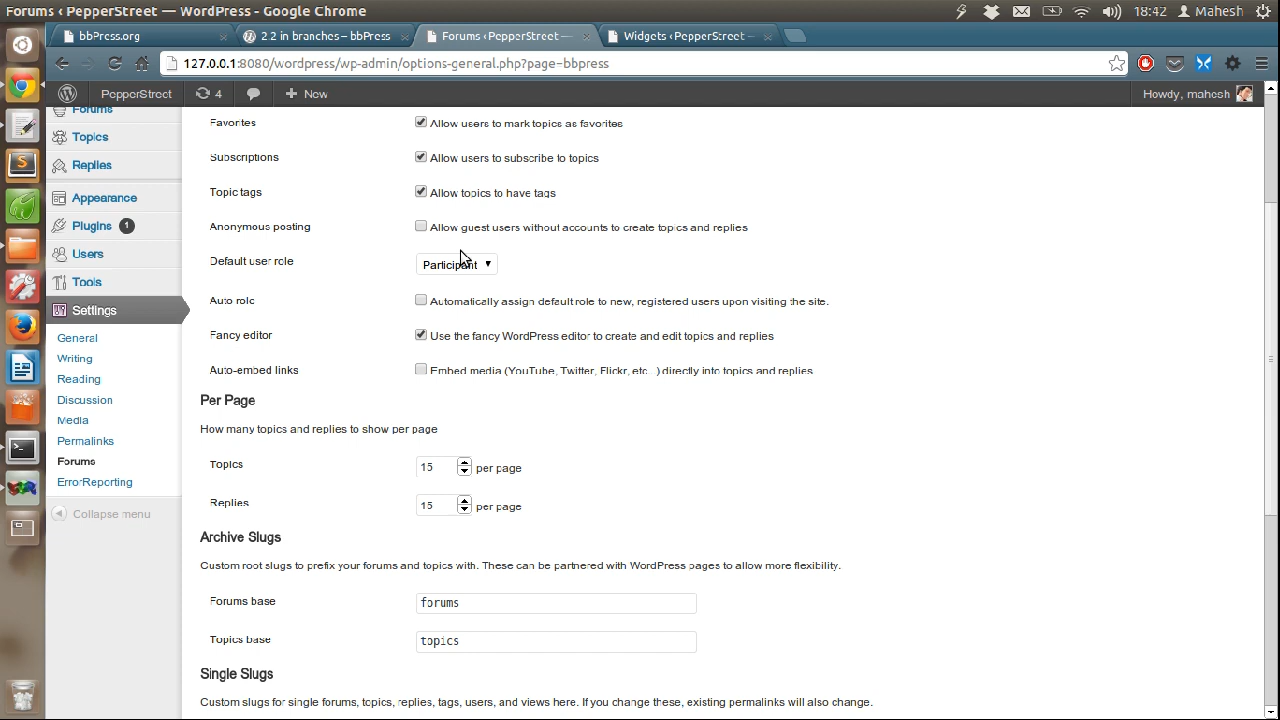 Forums ‹ PepperStreet — WordPress - Google Chrome
18:42 Mahesh
bbPress.org
2.2 in branches – bbPress
Forums ‹ PepperStreet —
Widgets ‹ PepperStreet —
127.0.0.1:8080/wordpress/wp-admin/options-general.php?page=bbpress
PepperStreet
4
New
Howdy, mahesh
Forums
Topics
Replies
Appearance
Plugins 1
Users
Tools
Settings
General
Writing
Reading
Discussion
Media
Permalinks
Forums
ErrorReporting
Collapse menu
Favorites
Allow users to mark topics as favorites
Subscriptions
Allow users to subscribe to topics
Topic tags
Allow topics to have tags
Anonymous posting
Allow guest users without accounts to create topics and replies
Default user role
Participant
Auto role
Automatically assign default role to new, registered users upon visiting the site.
Fancy editor
Use the fancy WordPress editor to create and edit topics and replies
Auto-embed links
Embed media (YouTube, Twitter, Flickr, etc...) directly into topics and replies
Per Page
How many topics and replies to show per page
Topics
15 per page
Replies
15 per page
Archive Slugs
Custom root slugs to prefix your forums and topics with. These can be partnered with WordPress pages to allow more flexibility.
Forums base
forums
Topics base
topics
Single Slugs
Custom slugs for single forums, topics, replies, tags, users, and views here. If you change these, existing permalinks will also change.